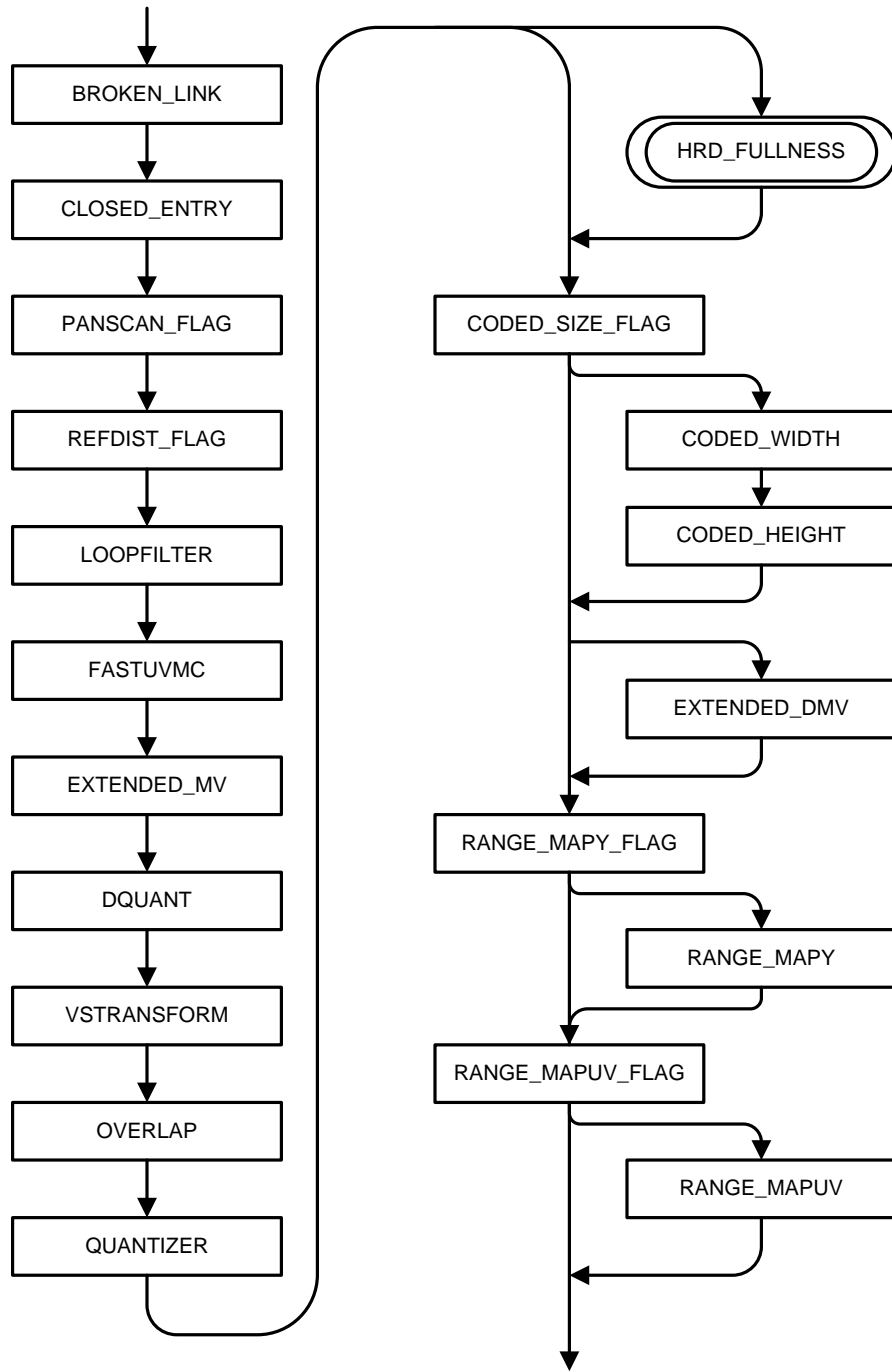 BROKEN_LINK
CLOSED_ENTRY
PANSCAN_FLAG
REFDIST_FLAG
LOOPFILTER
FASTUVMC
EXTENDED_MV
DQUANT
VSTRANSFORM
OVERLAP
QUANTIZER
HRD_FULLNESS
CODED_SIZE_FLAG
CODED_WIDTH
CODED_HEIGHT
EXTENDED_DMV
RANGE_MAPY_FLAG
RANGE_MAPY
RANGE_MAPUV_FLAG
RANGE_MAPUV